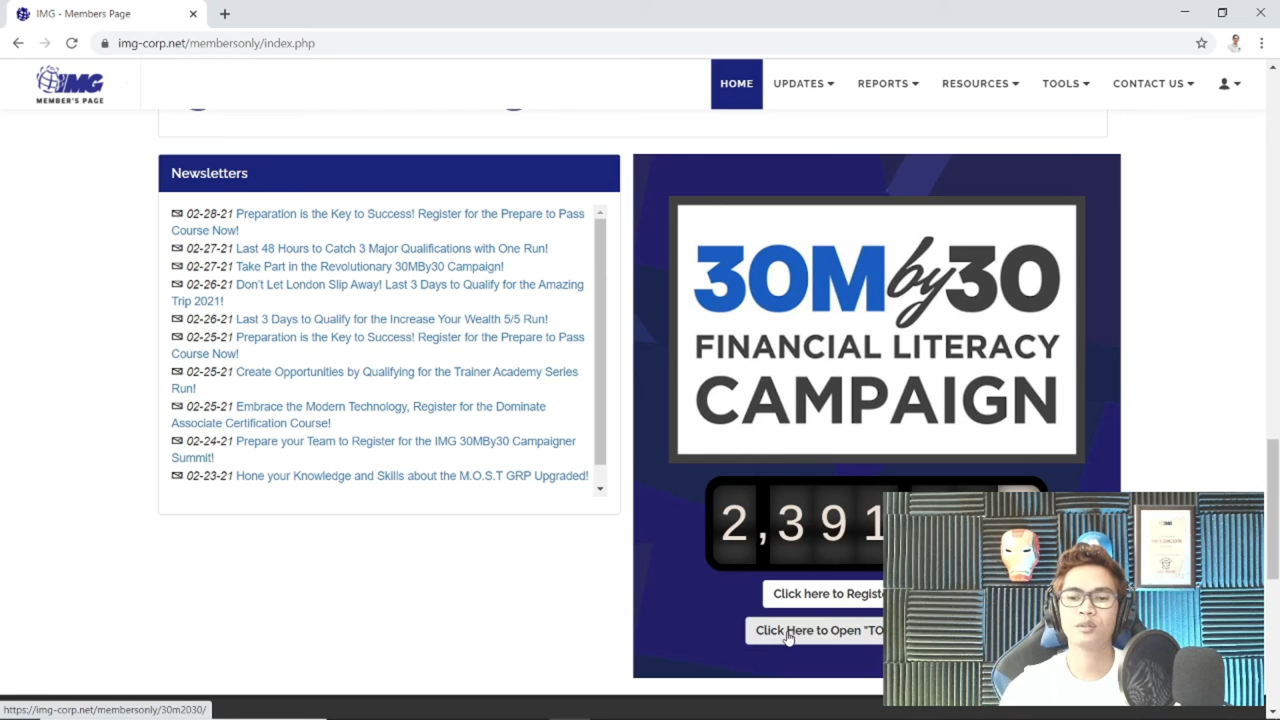 IMG - Members Page
img-corp.net/membersonly/index.php
IMG
MEMBER'S PAGE
HOME
UPDATES
REPORTS
RESOURCES
TOOLS
CONTACT US
Newsletters
02-28-21 Preparation is the Key to Success! Register for the Prepare to Pass
Course Now!
02-27-21 Last 48 Hours to Catch 3 Major Qualifications with One Run!
02-27-21 Take Part in the Revolutionary 30MBy30 Campaign!
02-26-21 Don't Let London Slip Away! Last 3 Days to Qualify for the Amazing
Trip 2021!
02-26-21 Last 3 Days to Qualify for the Increase Your Wealth 5/5 Run!
02-25-21 Preparation is the Key to Success! Register for the Prepare to Pass
Course Now!
02-25-21 Create Opportunities by Qualifying for the Trainer Academy Series
Run!
02-25-21 Embrace the Modern Technology, Register for the Dominate
Associate Certification Course!
02-24-21 Prepare your Team to Register for the IMG 30MBy30 Campaigner
Summit!
02-23-21 Hone your Knowledge and Skills about the M.O.S.T GRP Upgraded!
30M by 30
FINANCIAL LITERACY
CAMPAIGN
2,391
Click here to Registe
Click Here to Open "TO
https://img-corp.net/membersonly/30m2030/